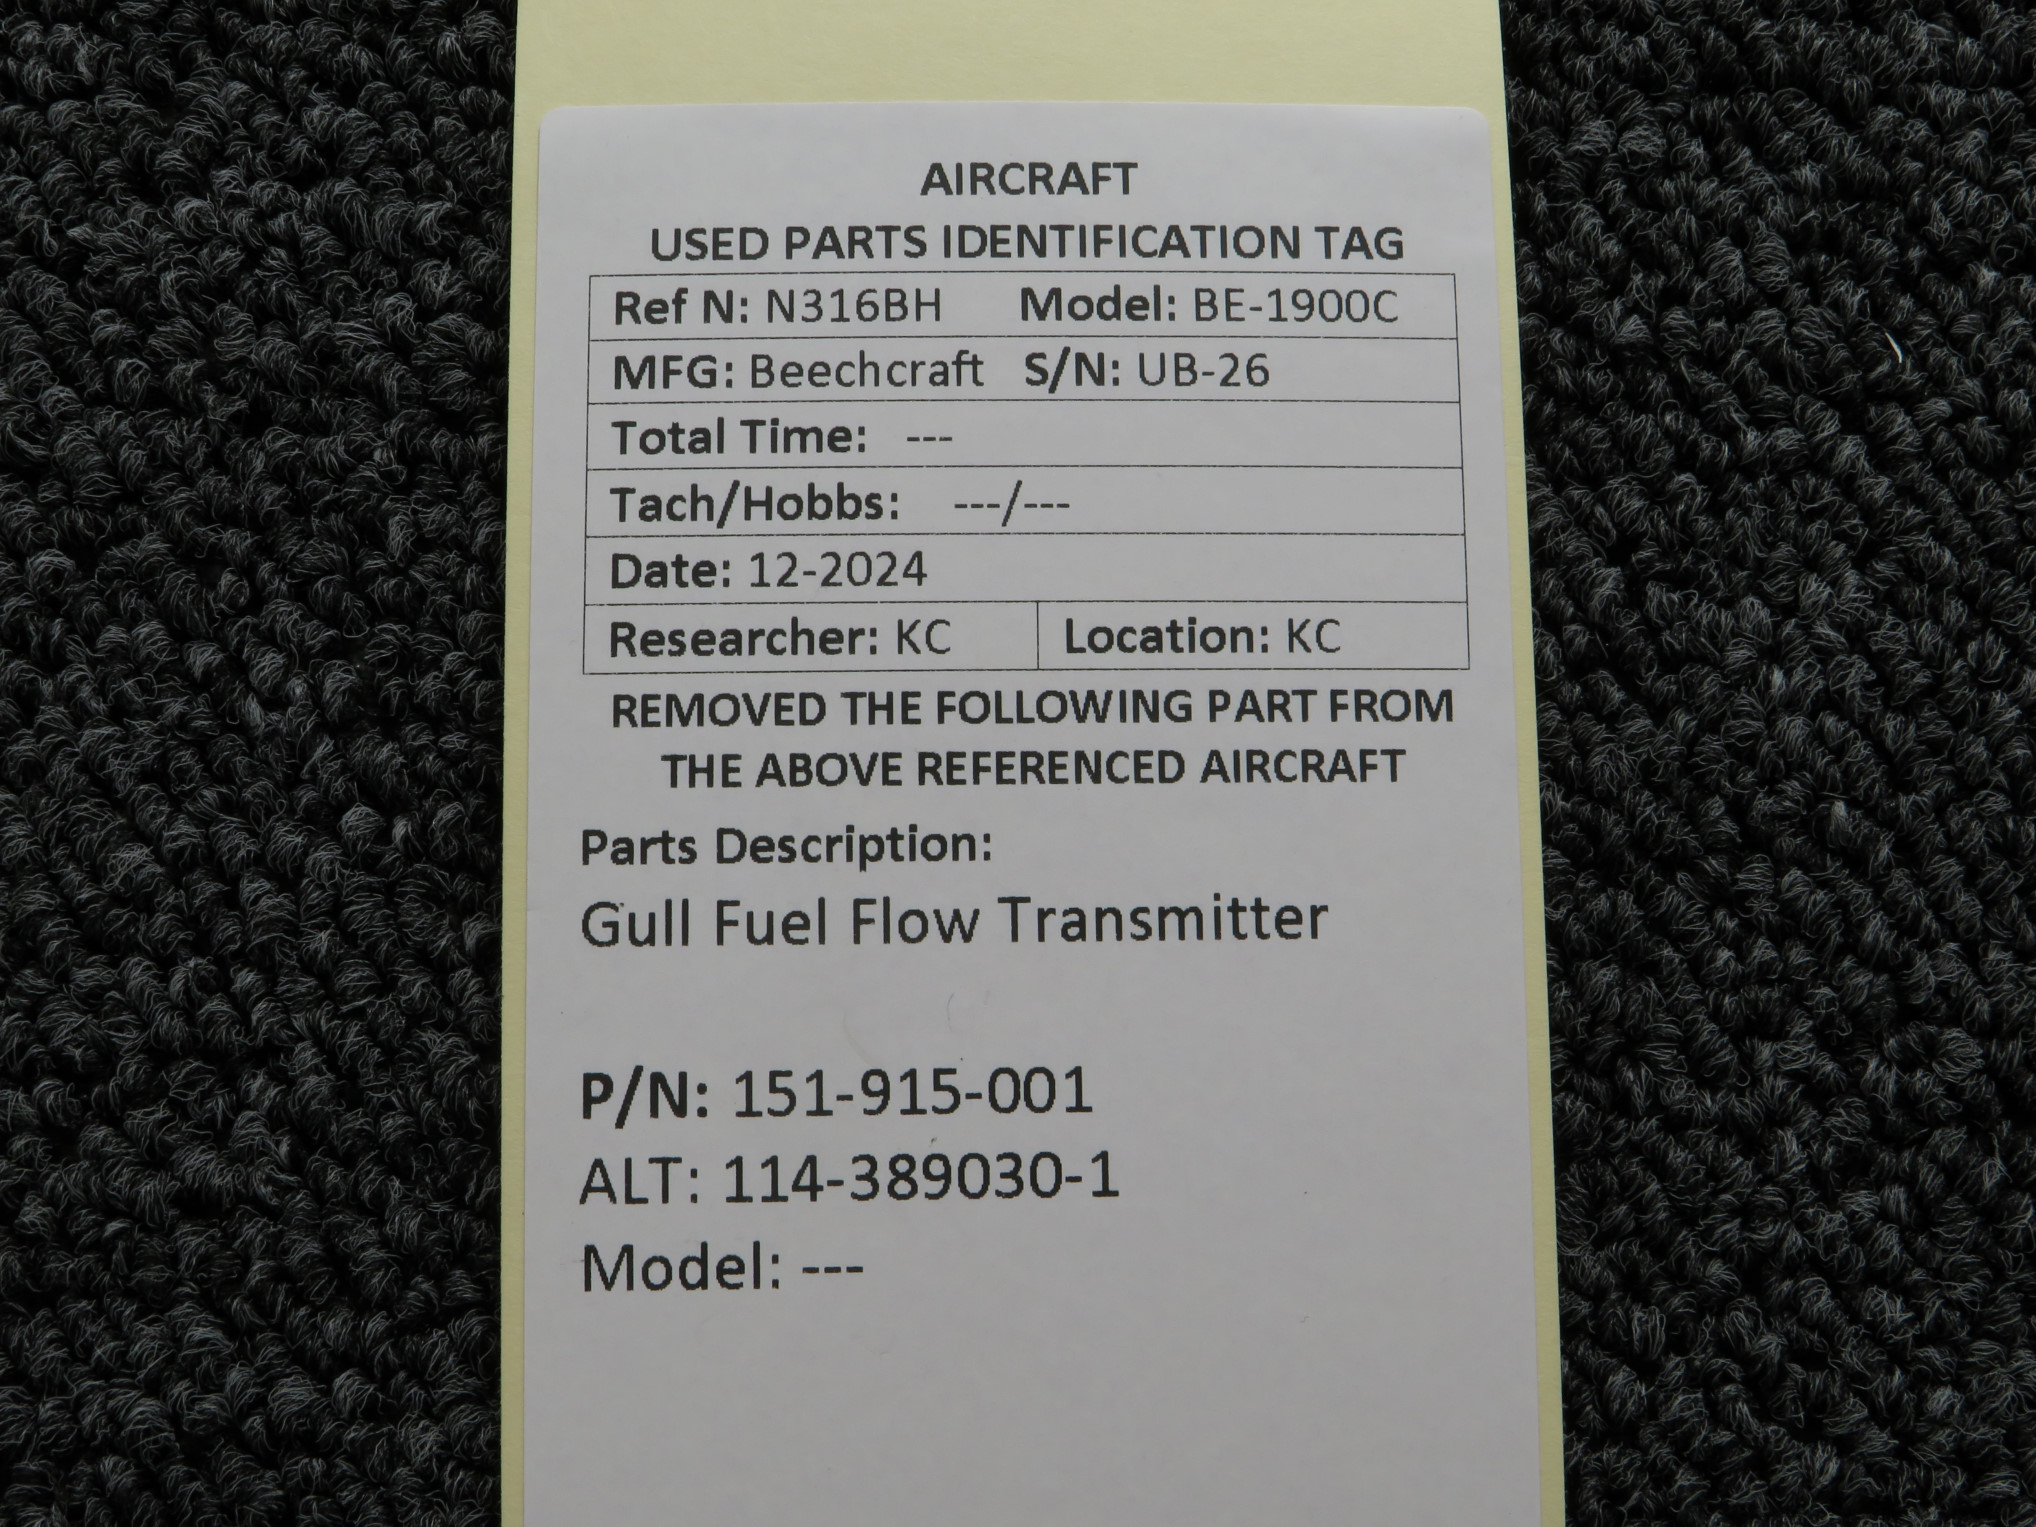 AIRCRAFT
USED PARTS IDENTIFICATION TAG
Ref N: N316BH Model: BE-1900C
MFG: Beechcraft S/N: UB-26
Total Time: ---
Tach/Hobbs: ---/---
Date: 12-2024
Researcher: KC Location: KC
REMOVED THE FOLLOWING PART FROM
THE ABOVE REFERENCED AIRCRAFT
Parts Description:
Gull Fuel Flow Transmitter
P/N: 151-915-001
ALT: 114-389030-1
Model: ---